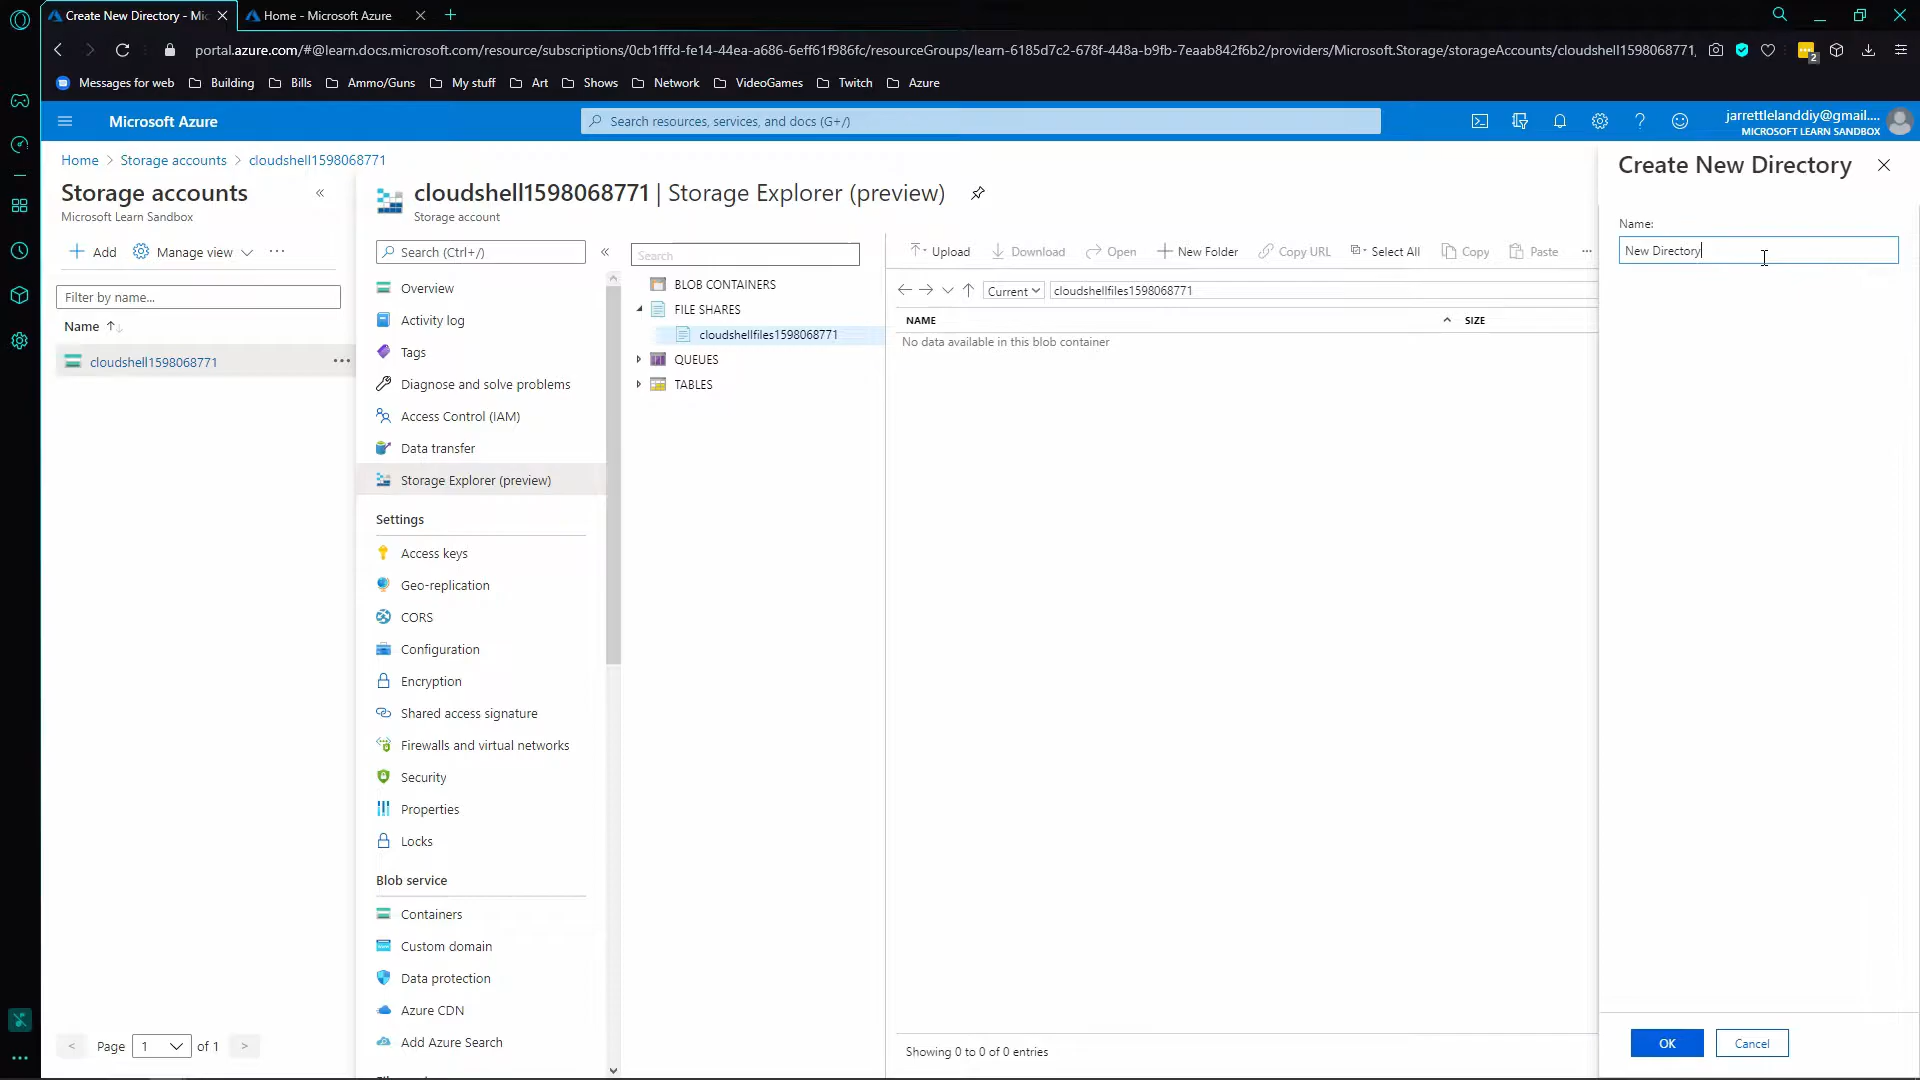 Create New Directory - Mic
Home - Microsoft Azure
portal.azure.com/#@learn.docs.microsoft.com/resource/subscriptions/0cb1fffd-fe14-44ea-a686-6eff61f986fc/resourceGroups/learn-6185d7c2-678f-448a-b9fb-7eaab842f6b2/providers/Microsoft.Storage/storageAccounts/cloudshell1598068771,
2
Messages for web
Building
Bills
Ammo/Guns
My stuff
Art
Shows
Network
VideoGames
Twitch
Azure
Microsoft Azure
Search resources, services, and docs (G+/)
jarrettlelanddiy@gmail....
MICROSOFT LEARN SANDBOX
Home > Storage accounts > cloudshell1598068771
Storage accounts
Microsoft Learn Sandbox
Add
Manage view
Filter by name...
Name
cloudshell1598068771
Page 1 of 1
cloudshell1598068771 | Storage Explorer (preview)
Storage account
Search (Ctrl+/)
Overview
Activity log
Tags
Diagnose and solve problems
Access Control (IAM)
Data transfer
Storage Explorer (preview)
Settings
Access keys
Geo-replication
CORS
Configuration
Encryption
Shared access signature
Firewalls and virtual networks
Security
Properties
Locks
Blob service
Containers
Custom domain
Data protection
Azure CDN
Add Azure Search
Search
BLOB CONTAINERS
FILE SHARES
cloudshellfiles1598068771
QUEUES
TABLES
Upload
Download
Open
New Folder
Copy URL
Select All
Copy
Paste
Current
cloudshellfiles1598068771
NAME
SIZE
No data available in this blob container
Showing 0 to 0 of 0 entries
Create New Directory
Name:
New Directory
OK
Cancel